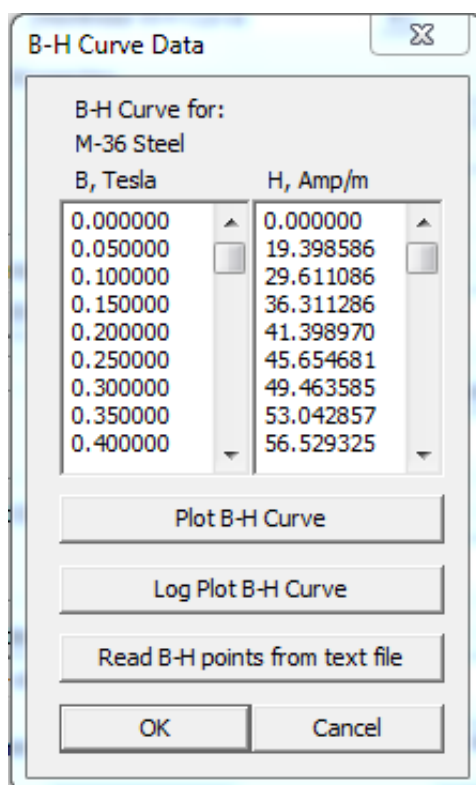 B-H Curve Data
B-H Curve for:
M-36 Steel
B, Tesla H, Amp/m
0.000000 0.000000
0.050000 19.398586
0.100000 29.611086
0.150000 36.311286
0.200000 41.398970
0.250000 45.654681
0.300000 49.463585
0.350000 53.042857
0.400000 56.529325
Plot B-H Curve
Log Plot B-H Curve
Read B-H points from text file
OK Cancel